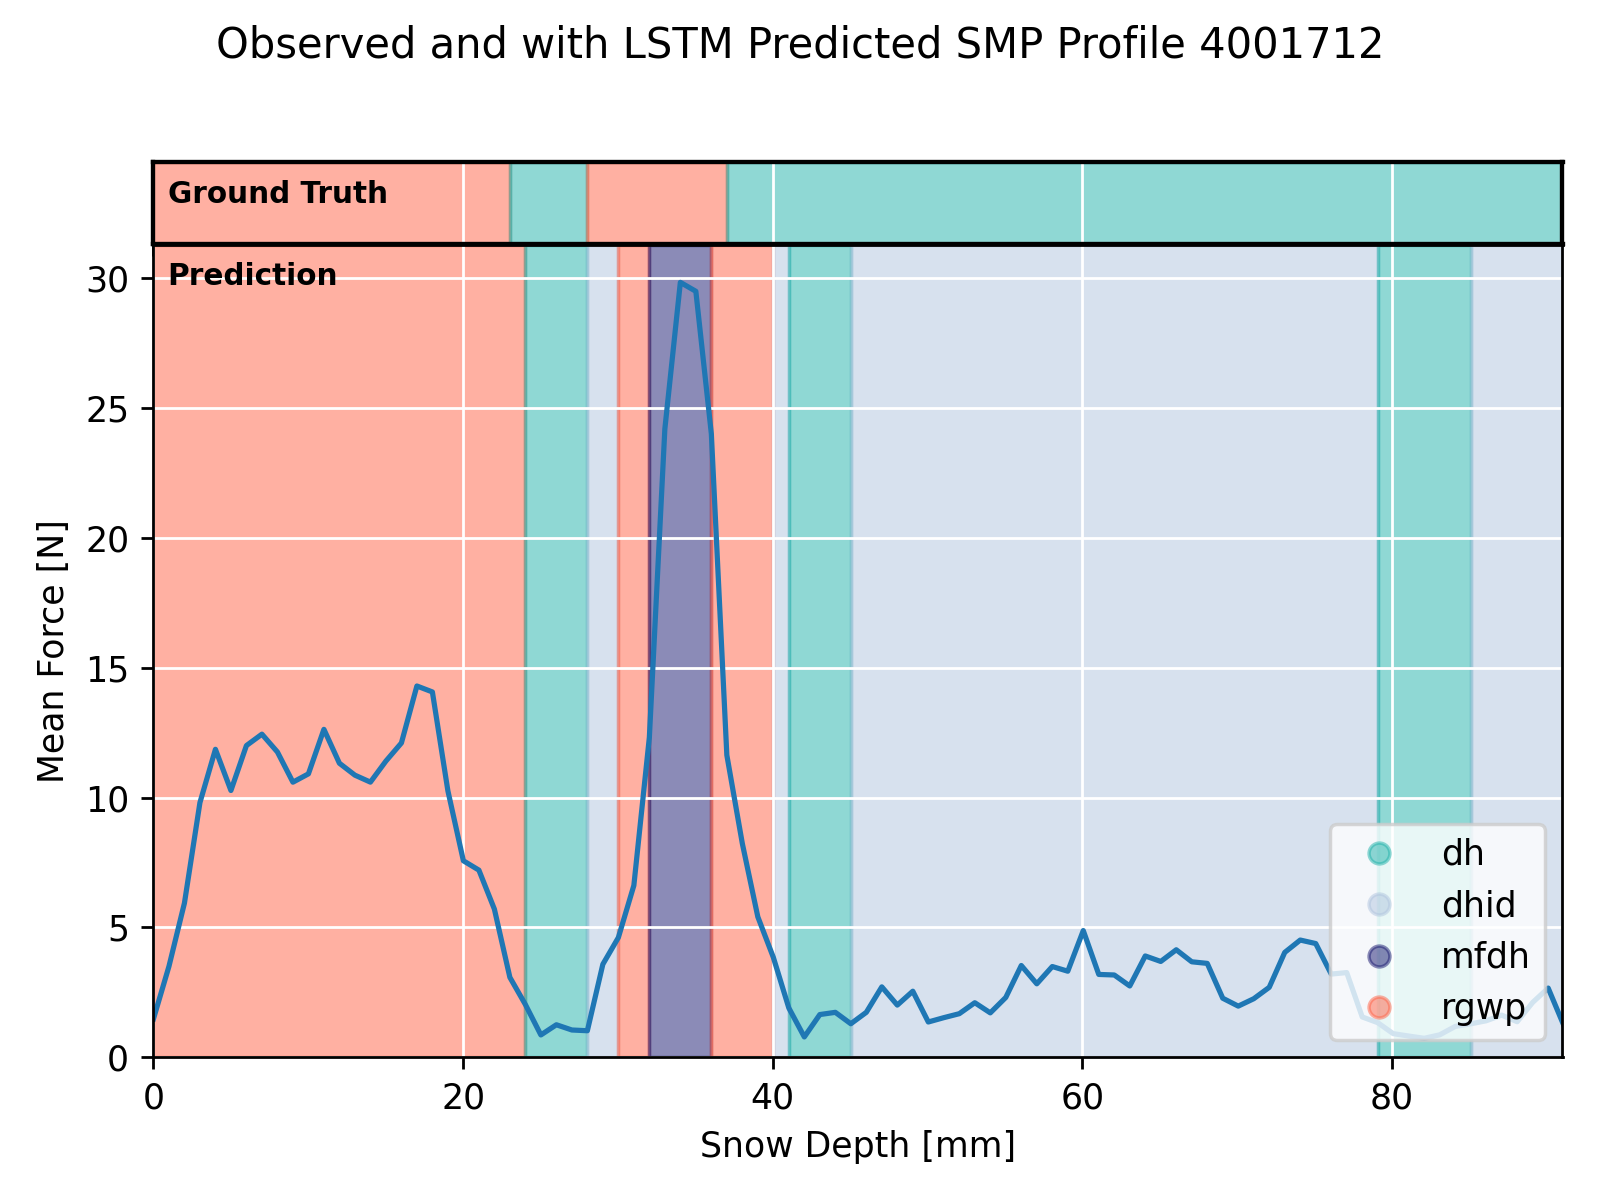 Observed and with LSTM Predicted SMP Profile 4001712
Ground Truth
Prediction
30
25
20
15
10
5
0
Mean Force [N]
0 20 40 60 80
Snow Depth [mm]
dh
dhid
mfdh
rgwp